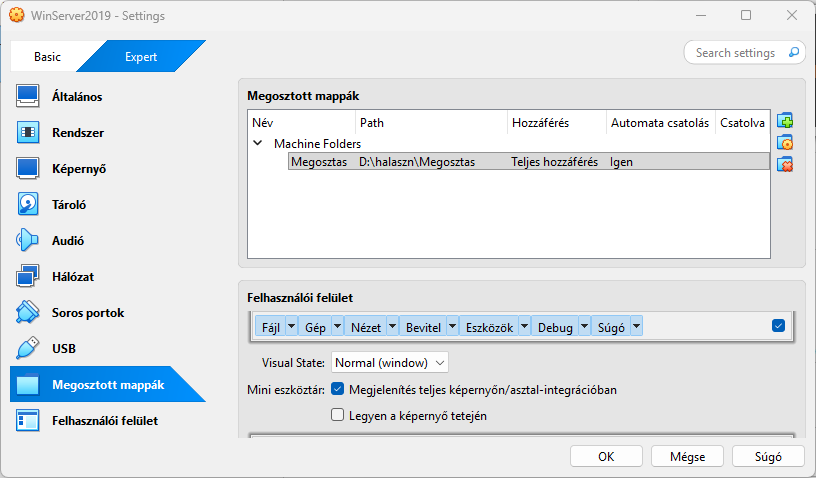 WinServer2019 - Settings
Basic
Expert
Search settings
Általános
Rendszer
Képernyő
Tároló
Audió
Hálózat
Soros portok
USB
Megosztott mappák
Felhasználói felület
Megosztott mappák
Név Path Hozzáférés Automata csatolás Csatolva
Machine Folders
Megosztas D:\halaszn\Megosztas Teljes hozzáférés Igen
Felhasználói felület
Fájl Gép Nézet Bevitel Eszközök Debug Súgó
Visual State: Normal (window)
Mini eszköztár: Megjelenítés teljes képernyőn/asztal-integrációban
Legyen a képernyő tetején
OK Mégse Súgó